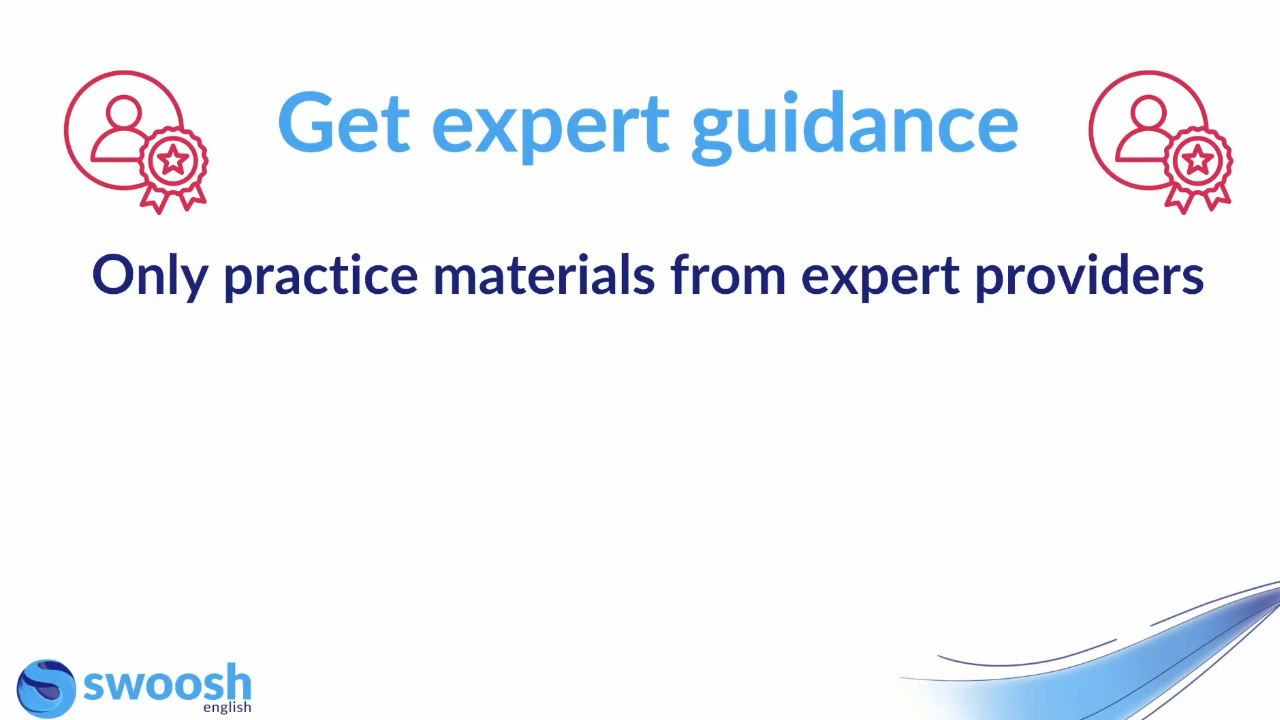 Get expert guidance
Only practice materials from expert providers
swoosh
english